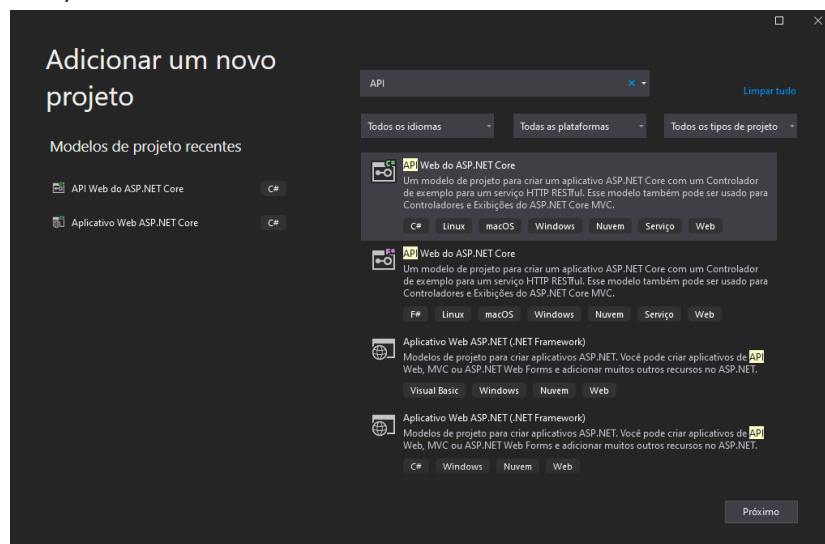 Adicionar um novo
projeto
Modelos de projeto recentes
API Web do ASP.NET Core C#
Aplicativo Web ASP.NET Core C#
API
Limpar tudo
Todos os idiomas Todas as plataformas Todos os tipos de projeto
API Web do ASP.NET Core
Um modelo de projeto para criar um aplicativo ASP.NET Core com um Controlador
de exemplo para um serviço HTTP RESTful. Esse modelo também pode ser usado para
Controladores e Exibições do ASP.NET Core MVC.
C# Linux macOS Windows Nuvem Serviço Web
API Web do ASP.NET Core
Um modelo de projeto para criar um aplicativo ASP.NET Core com um Controlador
de exemplo para um serviço HTTP RESTful. Esse modelo também pode ser usado para
Controladores e Exibições do ASP.NET Core MVC.
F# Linux macOS Windows Nuvem Serviço Web
Aplicativo Web ASP.NET (.NET Framework)
Modelos de projeto para criar aplicativos ASP.NET. Você pode criar aplicativos de API
Web, MVC ou ASP.NET Web Forms e adicionar muitos outros recursos no ASP.NET.
Visual Basic Windows Nuvem Web
Aplicativo Web ASP.NET (.NET Framework)
Modelos de projeto para criar aplicativos ASP.NET. Você pode criar aplicativos de API
Web, MVC ou ASP.NET Web Forms e adicionar muitos outros recursos no ASP.NET.
C# Windows Nuvem Web
Próximo